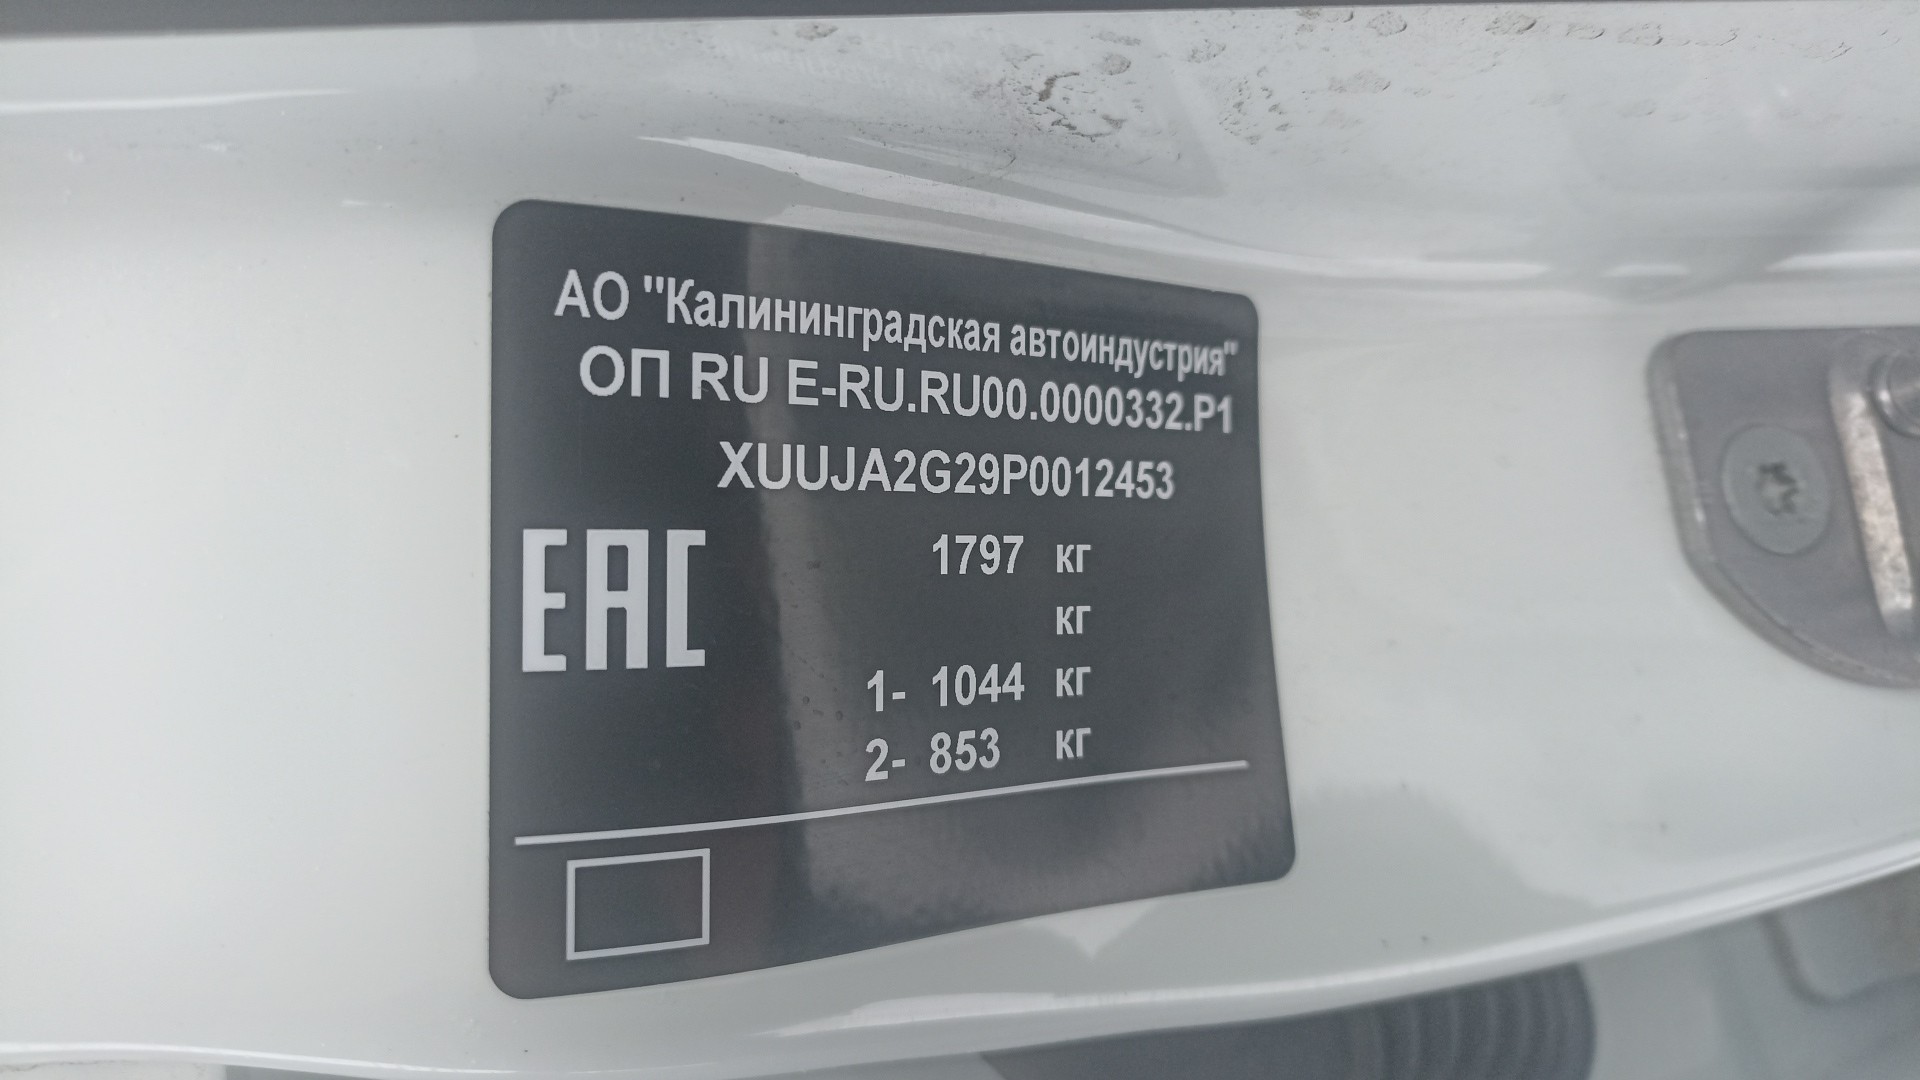 АО "Калининградская автоиндустрия"
ОП RU E-RU.RU00.0000332.P1
XUUJA2G29P0012453
EAC
1797 кг
кг
1- 1044 кг
2- 853 кг